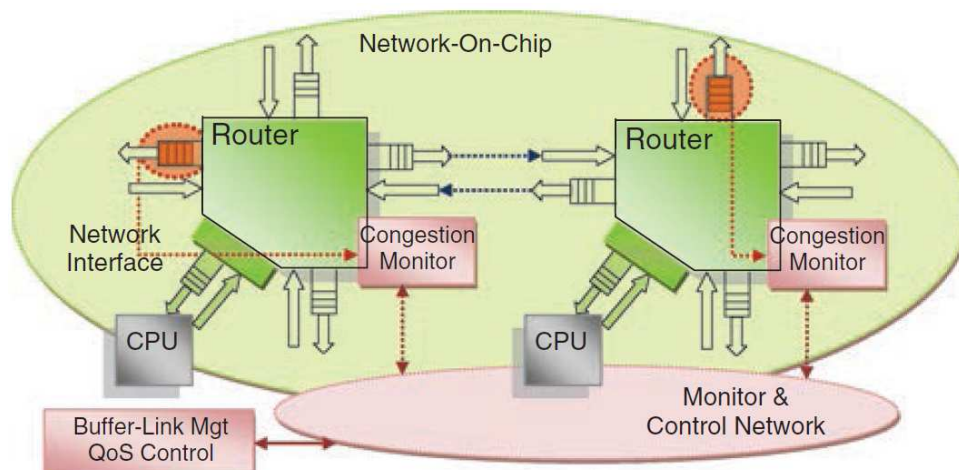 Network-On-Chip
Router
Router
Network
Interface
Congestion
Monitor
Congestion
Monitor
CPU
CPU
Monitor &
Control Network
Buffer-Link Mgt
QoS Control